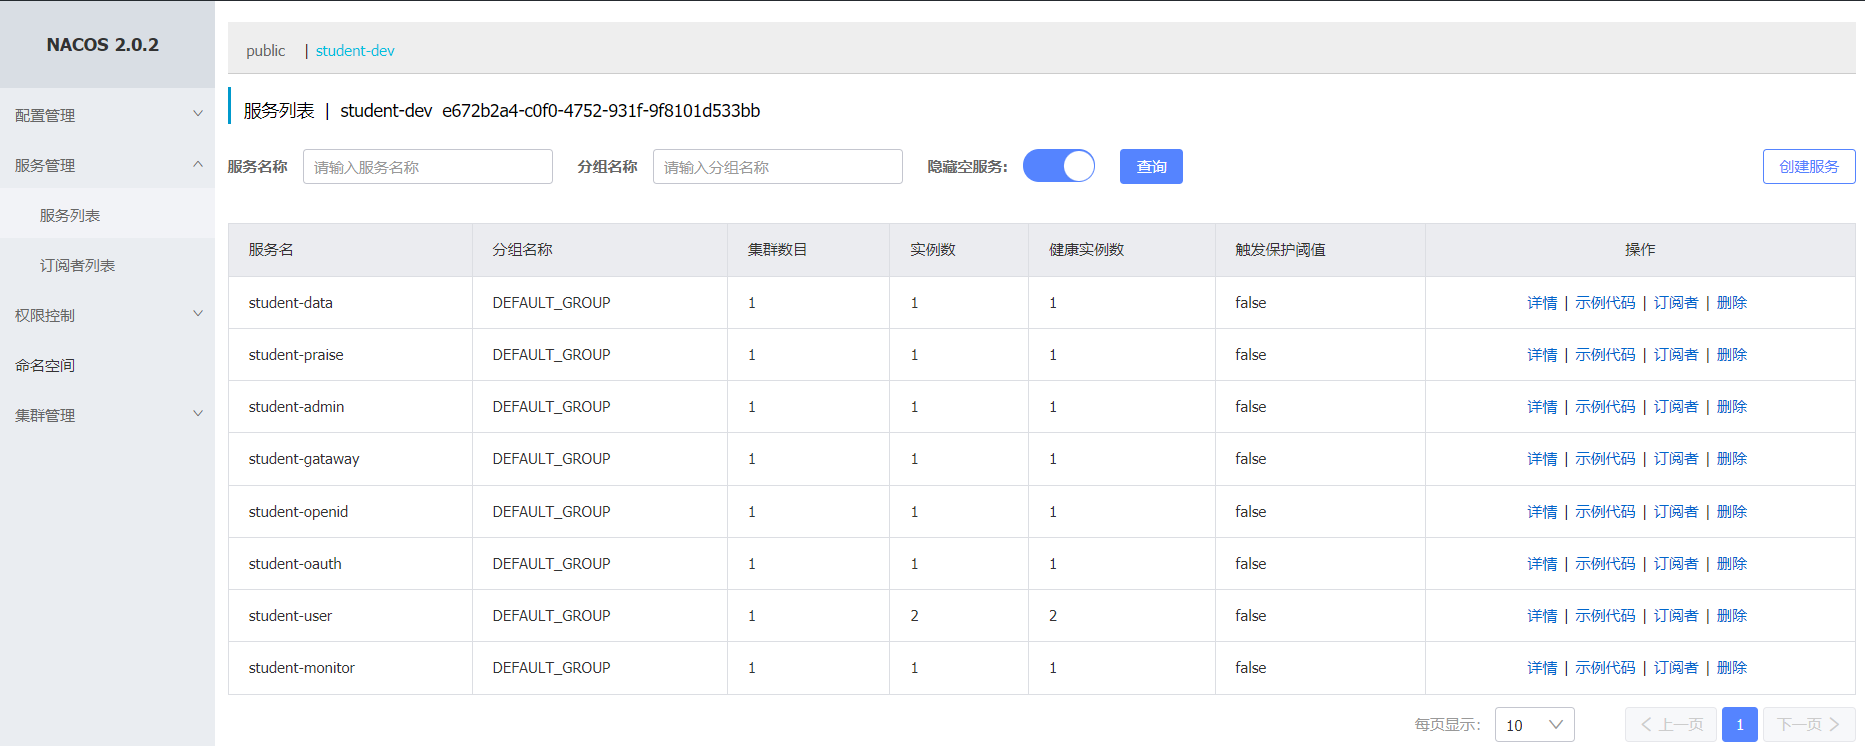 NACOS 2.0.2
配置管理
服务管理
服务列表
订阅者列表
权限控制
命名空间
集群管理
public | student-dev
服务列表 | student-dev e672b2a4-c0f0-4752-931f-9f8101d533bb
服务名称 请输入服务名称 分组名称 请输入分组名称 隐藏空服务: 查询 创建服务
服务名 分组名称 集群数目 实例数 健康实例数 触发保护阈值 操作
student-data DEFAULT_GROUP 1 1 1 false 详情 | 示例代码 | 订阅者 | 删除
student-praise DEFAULT_GROUP 1 1 1 false 详情 | 示例代码 | 订阅者 | 删除
student-admin DEFAULT_GROUP 1 1 1 false 详情 | 示例代码 | 订阅者 | 删除
student-gataway DEFAULT_GROUP 1 1 1 false 详情 | 示例代码 | 订阅者 | 删除
student-openid DEFAULT_GROUP 1 1 1 false 详情 | 示例代码 | 订阅者 | 删除
student-oauth DEFAULT_GROUP 1 1 1 false 详情 | 示例代码 | 订阅者 | 删除
student-user DEFAULT_GROUP 1 2 2 false 详情 | 示例代码 | 订阅者 | 删除
student-monitor DEFAULT_GROUP 1 1 1 false 详情 | 示例代码 | 订阅者 | 删除
每页显示: 10 上一页 1 下一页